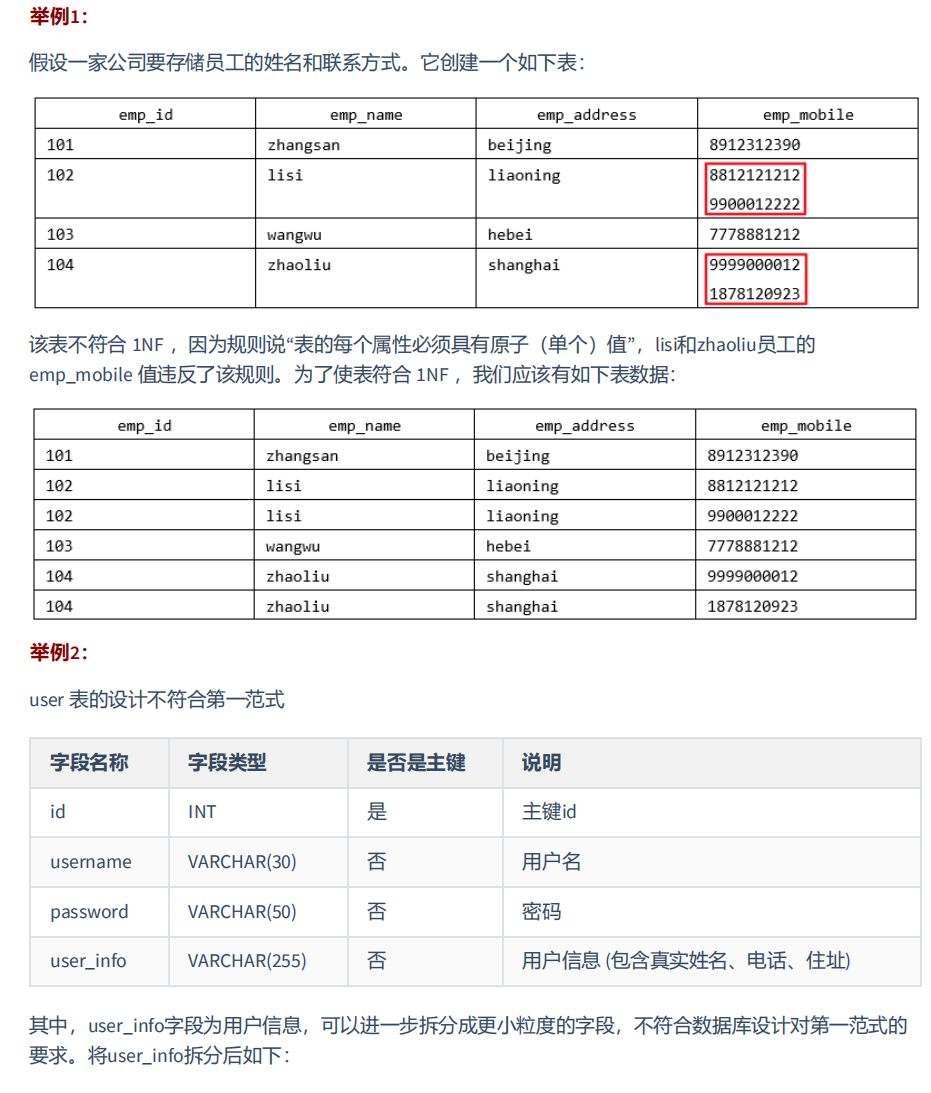 举例1：
假设一家公司要存储员工的姓名和联系方式。它创建一个如下表：
emp_id emp_name emp_address emp_mobile
101 zhangsan beijing 8912312390
102 lisi liaoning 8812121212
9900012222
103 wangwu hebei 7778881212
104 zhaoliu shanghai 9999000012
1878120923
该表不符合 1NF ，因为规则说“表的每个属性必须具有原子（单个）值”，lisi和zhaoliu员工的
emp_mobile 值违反了该规则。为了使表符合 1NF ，我们应该有如下表数据：
emp_id emp_name emp_address emp_mobile
101 zhangsan beijing 8912312390
102 lisi liaoning 8812121212
102 lisi liaoning 9900012222
103 wangwu hebei 7778881212
104 zhaoliu shanghai 9999000012
104 zhaoliu shanghai 1878120923
举例2：
user 表的设计不符合第一范式
字段名称 字段类型 是否是主键 说明
id INT 是 主键id
username VARCHAR(30) 否 用户名
password VARCHAR(50) 否 密码
user_info VARCHAR(255) 否 用户信息 (包含真实姓名、电话、住址)
其中，user_info字段为用户信息，可以进一步拆分成更小粒度的字段，不符合数据库设计对第一范式的
要求。将user_info拆分后如下：